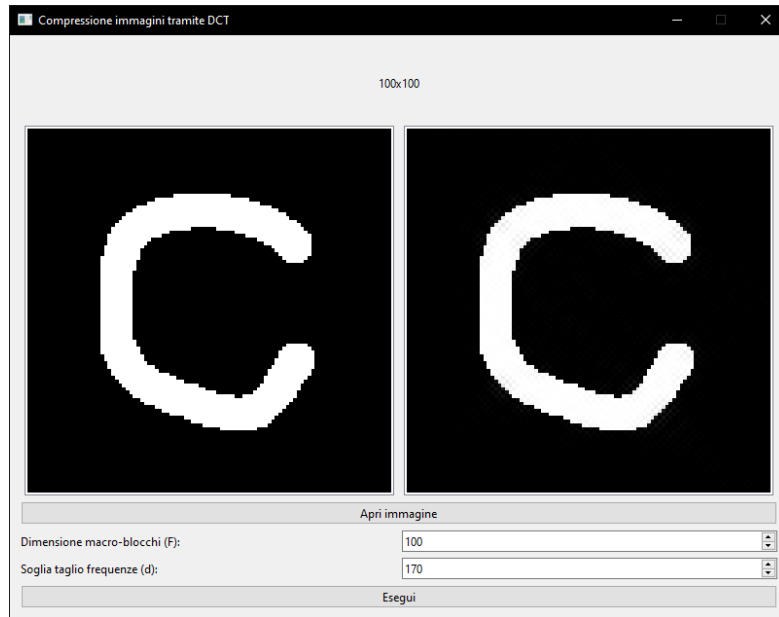 Compressione immagini tramite DCT
100x100
C C
Apri immagine
Dimensione macro-blocchi (F): 100
Soglia taglio frequenze (d): 170
Esegui